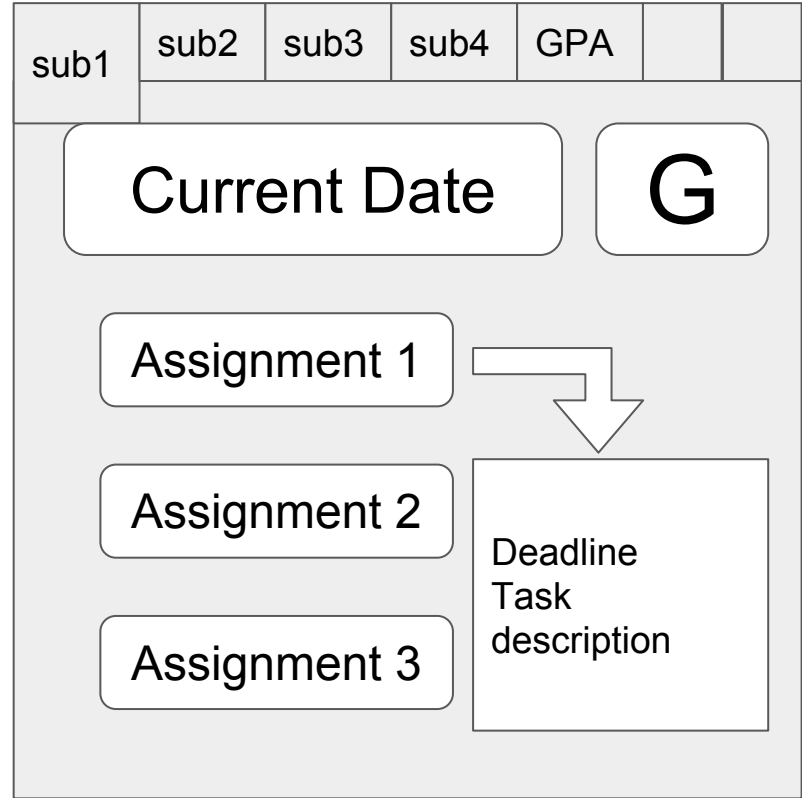 sub1
sub2
sub3
sub4
GPA
Current Date
G
Assignment 1
Assignment 2
Assignment 3
Deadline
Task
description